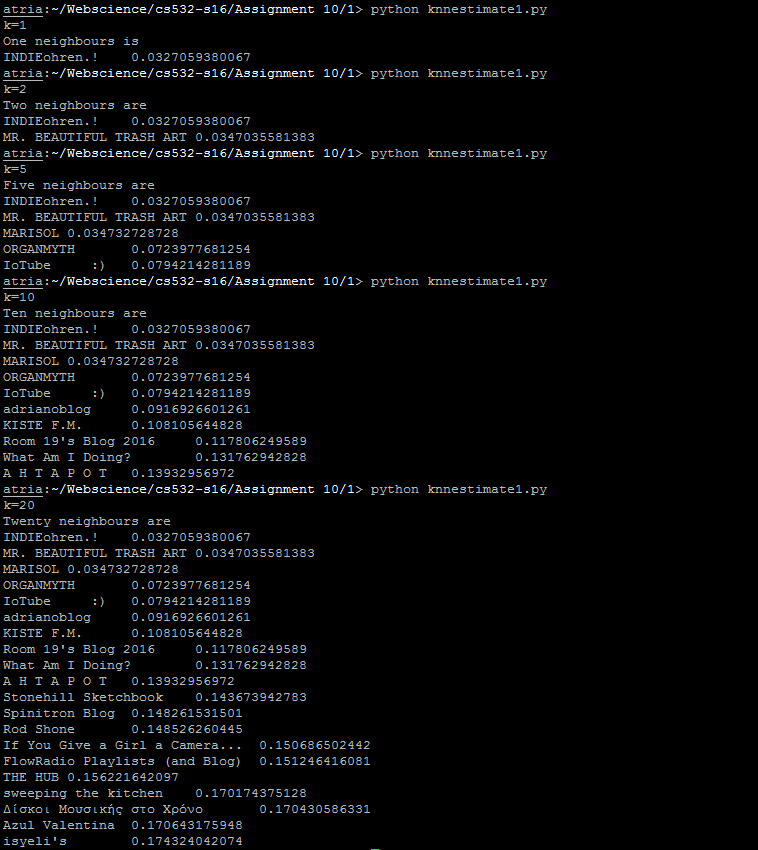 atria:~/Webscience/cs532-s16/Assignment 10/1> python knnestimate1.py
k=1
One neighbours is
INDIEohren.!    0.0327059380067
atria:~/Webscience/cs532-s16/Assignment 10/1> python knnestimate1.py
k=2
Two neighbours are
INDIEohren.!    0.0327059380067
MR. BEAUTIFUL TRASH ART 0.0347035581383
atria:~/Webscience/cs532-s16/Assignment 10/1> python knnestimate1.py
k=5
Five neighbours are
INDIEohren.!    0.0327059380067
MR. BEAUTIFUL TRASH ART 0.0347035581383
MARISOL 0.034732728728
ORGANMYTH       0.0723977681254
IoTube     :)   0.0794214281189
atria:~/Webscience/cs532-s16/Assignment 10/1> python knnestimate1.py
k=10
Ten neighbours are
INDIEohren.!    0.0327059380067
MR. BEAUTIFUL TRASH ART 0.0347035581383
MARISOL 0.034732728728
ORGANMYTH       0.0723977681254
IoTube     :)   0.0794214281189
adrianoblog     0.0916926601261
KISTE F.M.      0.108105644828
Room 19's Blog 2016     0.117806249589
What Am I Doing?        0.131762942828
A H T A P O T   0.13932956972
atria:~/Webscience/cs532-s16/Assignment 10/1> python knnestimate1.py
k=20
Twenty neighbours are
INDIEohren.!    0.0327059380067
MR. BEAUTIFUL TRASH ART 0.0347035581383
MARISOL 0.034732728728
ORGANMYTH       0.0723977681254
IoTube     :)   0.0794214281189
adrianoblog     0.0916926601261
KISTE F.M.      0.108105644828
Room 19's Blog 2016     0.117806249589
What Am I Doing?        0.131762942828
A H T A P O T   0.13932956972
Stonehill Sketchbook    0.143673942783
Spinitron Blog  0.148261531501
Rod Shone       0.148526260445
If You Give a Girl a Camera...  0.150686502442
FlowRadio Playlists (and Blog)  0.151246416081
THE HUB 0.156221642097
sweeping the kitchen    0.170174375128
Δίσκοι Μουσικής στο Χρόνο       0.170430586331
Azul Valentina  0.170643175948
isyeli's        0.174324042074